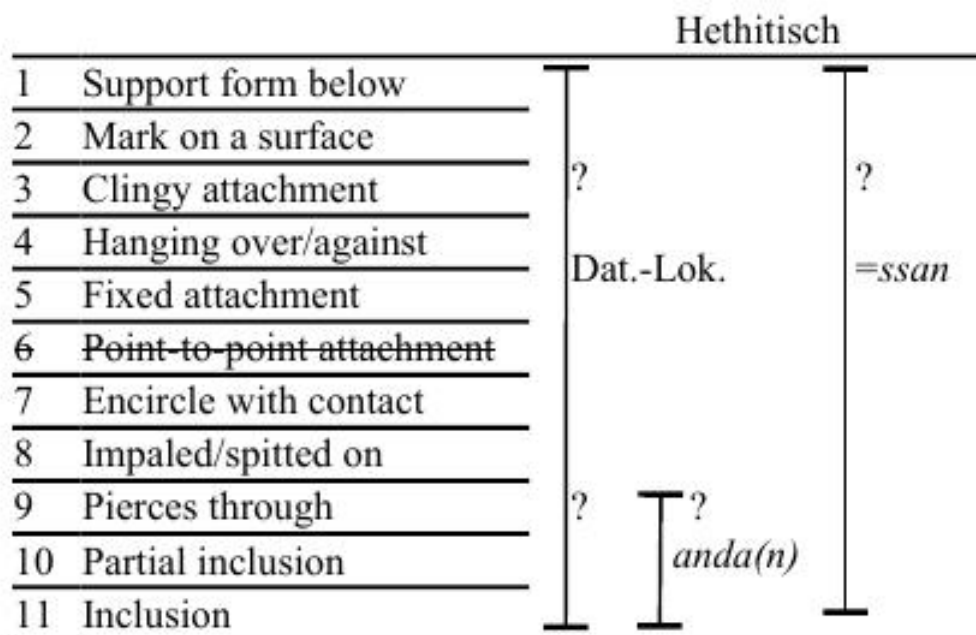 Hethitisch
1 Support form below
2 Mark on a surface
3 Clingy attachment ? ?
4 Hanging over/against
Dat.-Lok. =ssan
5 Fixed attachment
6 Point-to-point attachment
7 Encircle with contact
8 Impaled/spitted on
9 Pierces through ? ?
10 Partial inclusion anda(n)
11 Inclusion